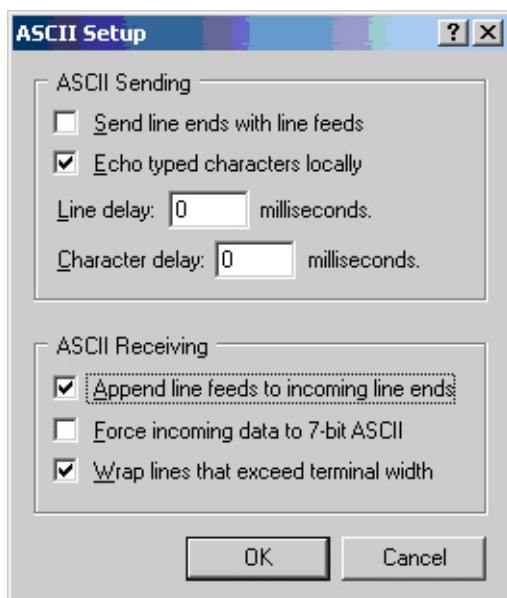 ASCII Setup
ASCII Sending
Send line ends with line feeds
Echo typed characters locally
Line delay: 0 milliseconds.
Character delay: 0 milliseconds.
ASCII Receiving
Append line feeds to incoming line ends
Force incoming data to 7-bit ASCII
Wrap lines that exceed terminal width
OK Cancel